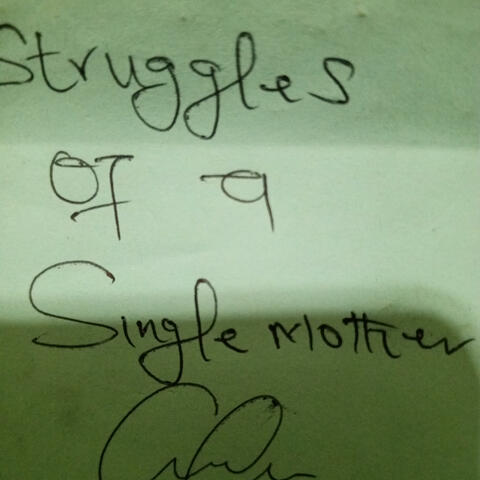 Struggles
Of a
Single Mother